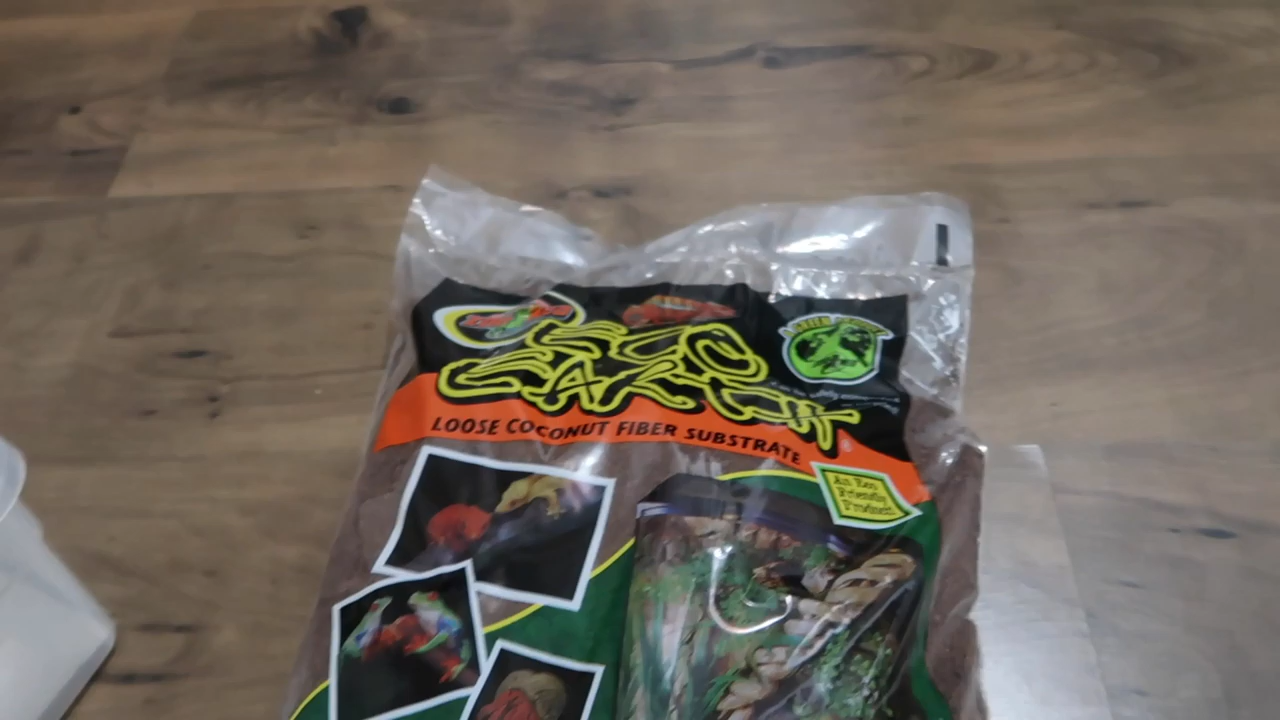 ECO
EARTH
LOOSE COCONUT FIBER SUBSTRATE
An Eco
Friendly
Product!